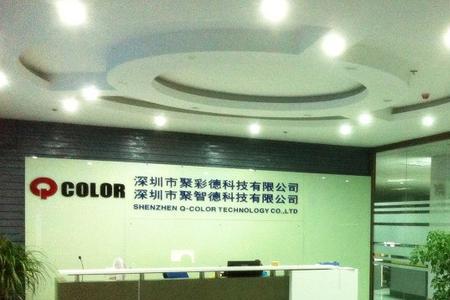 Q COLOR
深圳市聚彩德科技有限公司
深圳市聚智德科技有限公司
SHENZHEN Q-COLOR TECHNOLOGY CO.,LTD